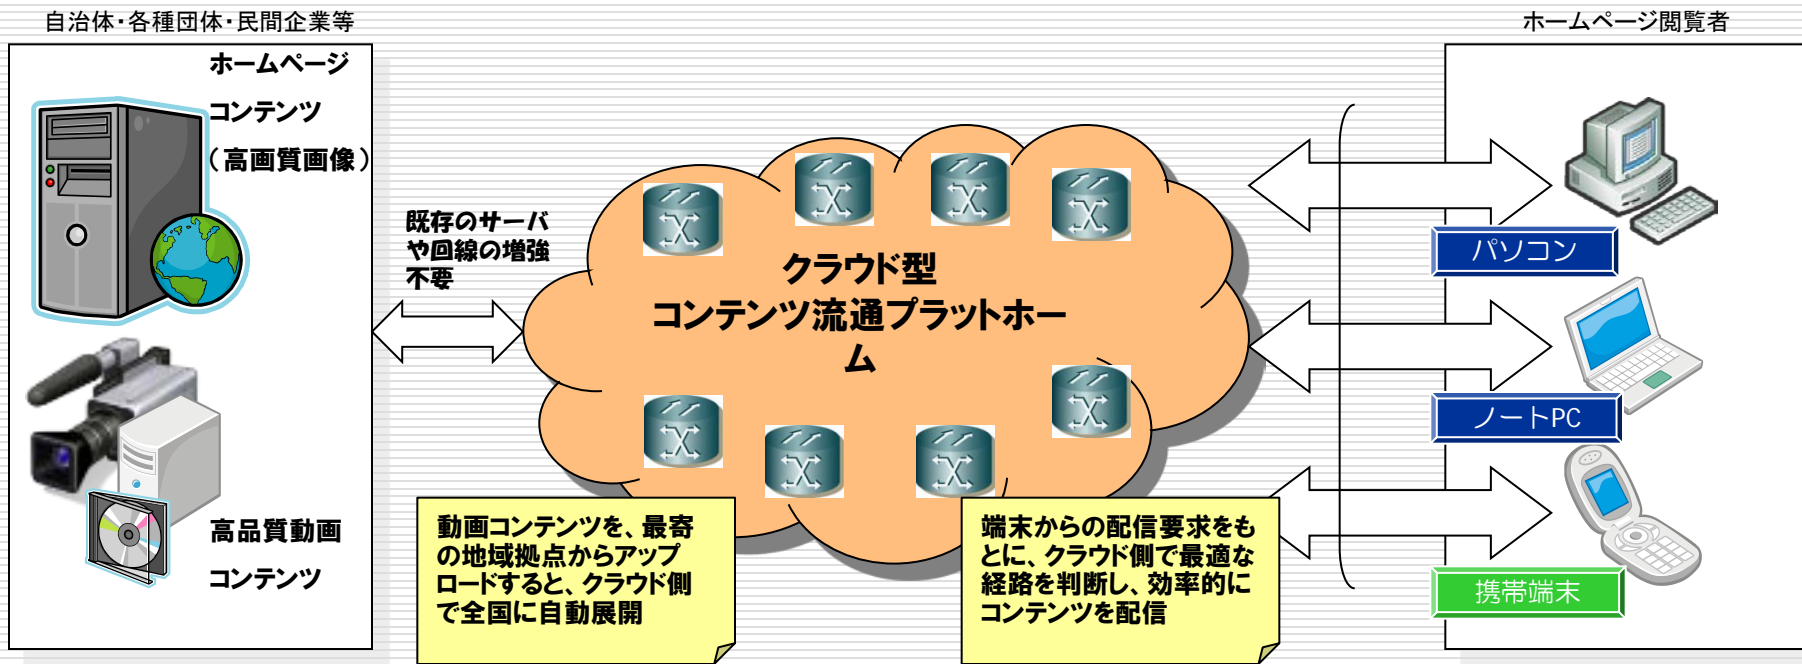 自治体・各種団体・民間企業等
ホームページ
コンテンツ
（高画質画像）
高品質動画
コンテンツ
既存のサーバ
や回線の増強
不要
クラウド型
コンテンツ流通プラットホー
ム
動画コンテンツを、最寄
の地域拠点からアップ
ロードすると、クラウド側
で全国に自動展開
端末からの配信要求をも
とに、クラウド側で最適な
経路を判断し、効率的に
コンテンツを配信
ホームページ閲覧者
パソコン
ノートPC
携帯端末